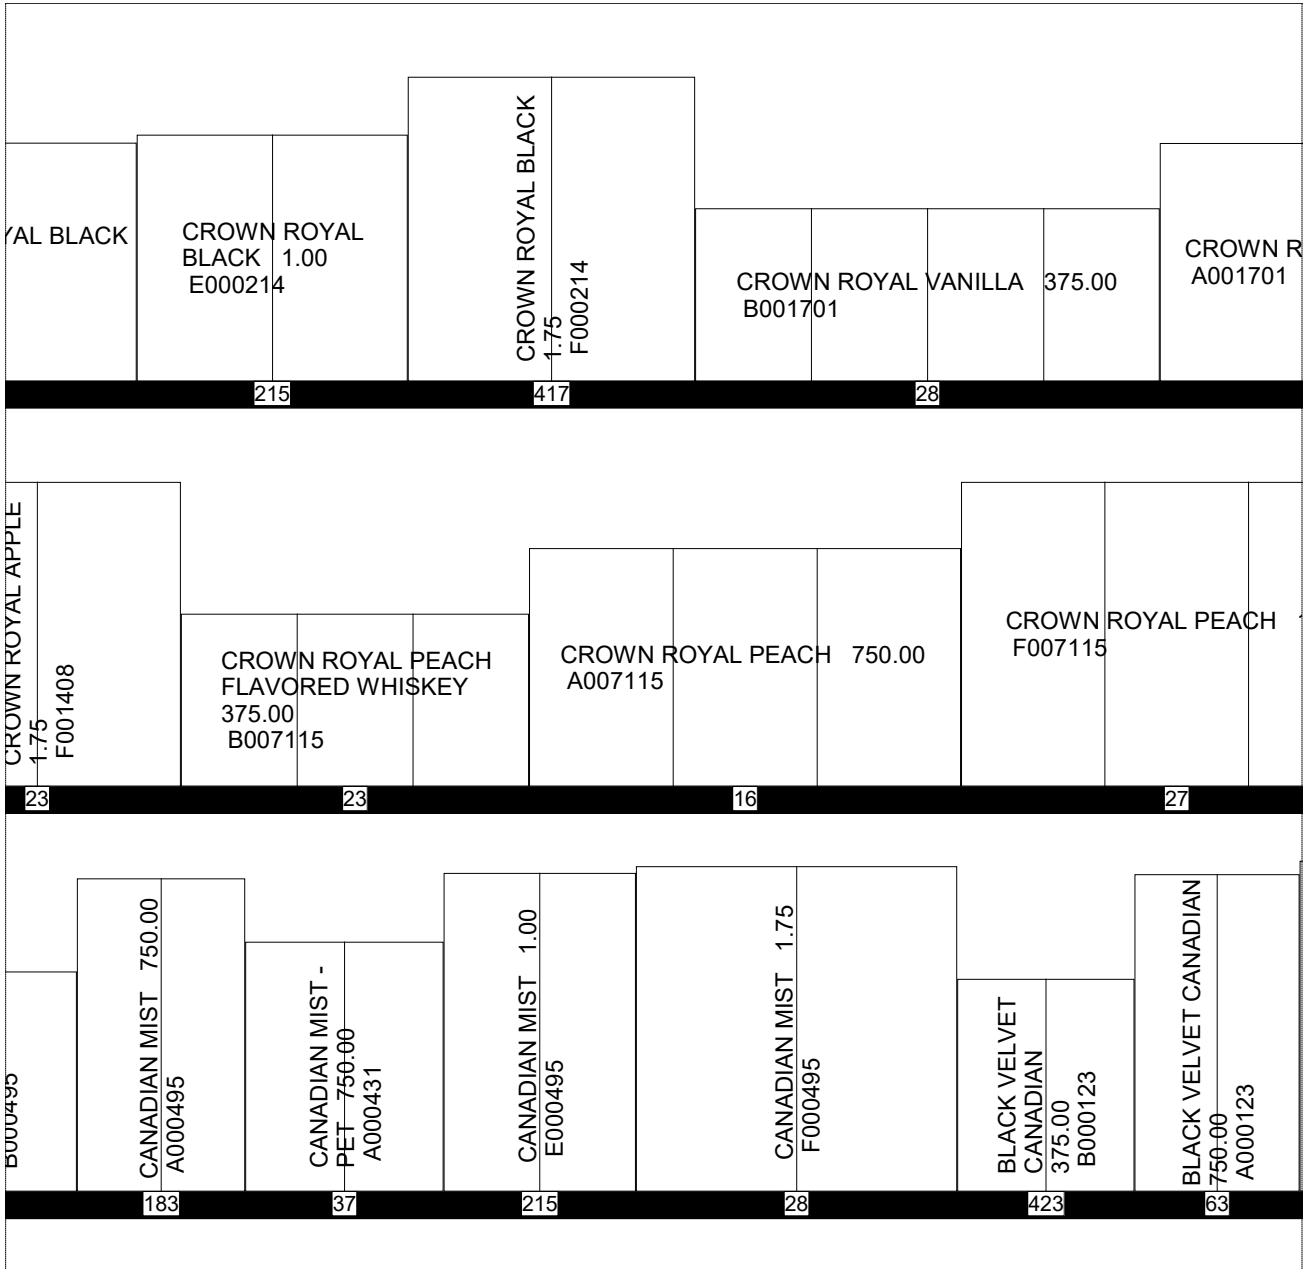 YAL BLACK
CROWN ROYAL
BLACK 1.00
E000214
CROWN ROYAL BLACK
1.75
F000214
CROWN ROYAL VANILLA 375.00
B001701
CROWN R
A001701
215
417
28
CROWN ROYAL APPLE
1.75
F001408
CROWN ROYAL PEACH
FLAVORED WHISKEY
375.00
B007115
CROWN ROYAL PEACH 750.00
A007115
CROWN ROYAL PEACH
F007115
23
23
16
27
B000495
CANADIAN MIST 750.00
A000495
CANADIAN MIST -
PET 750.00
A000431
CANADIAN MIST 1.00
E000495
CANADIAN MIST 1.75
F000495
BLACK VELVET
CANADIAN
375.00
B000123
BLACK VELVET CANADIAN
750.00
A000123
183
37
215
28
423
63